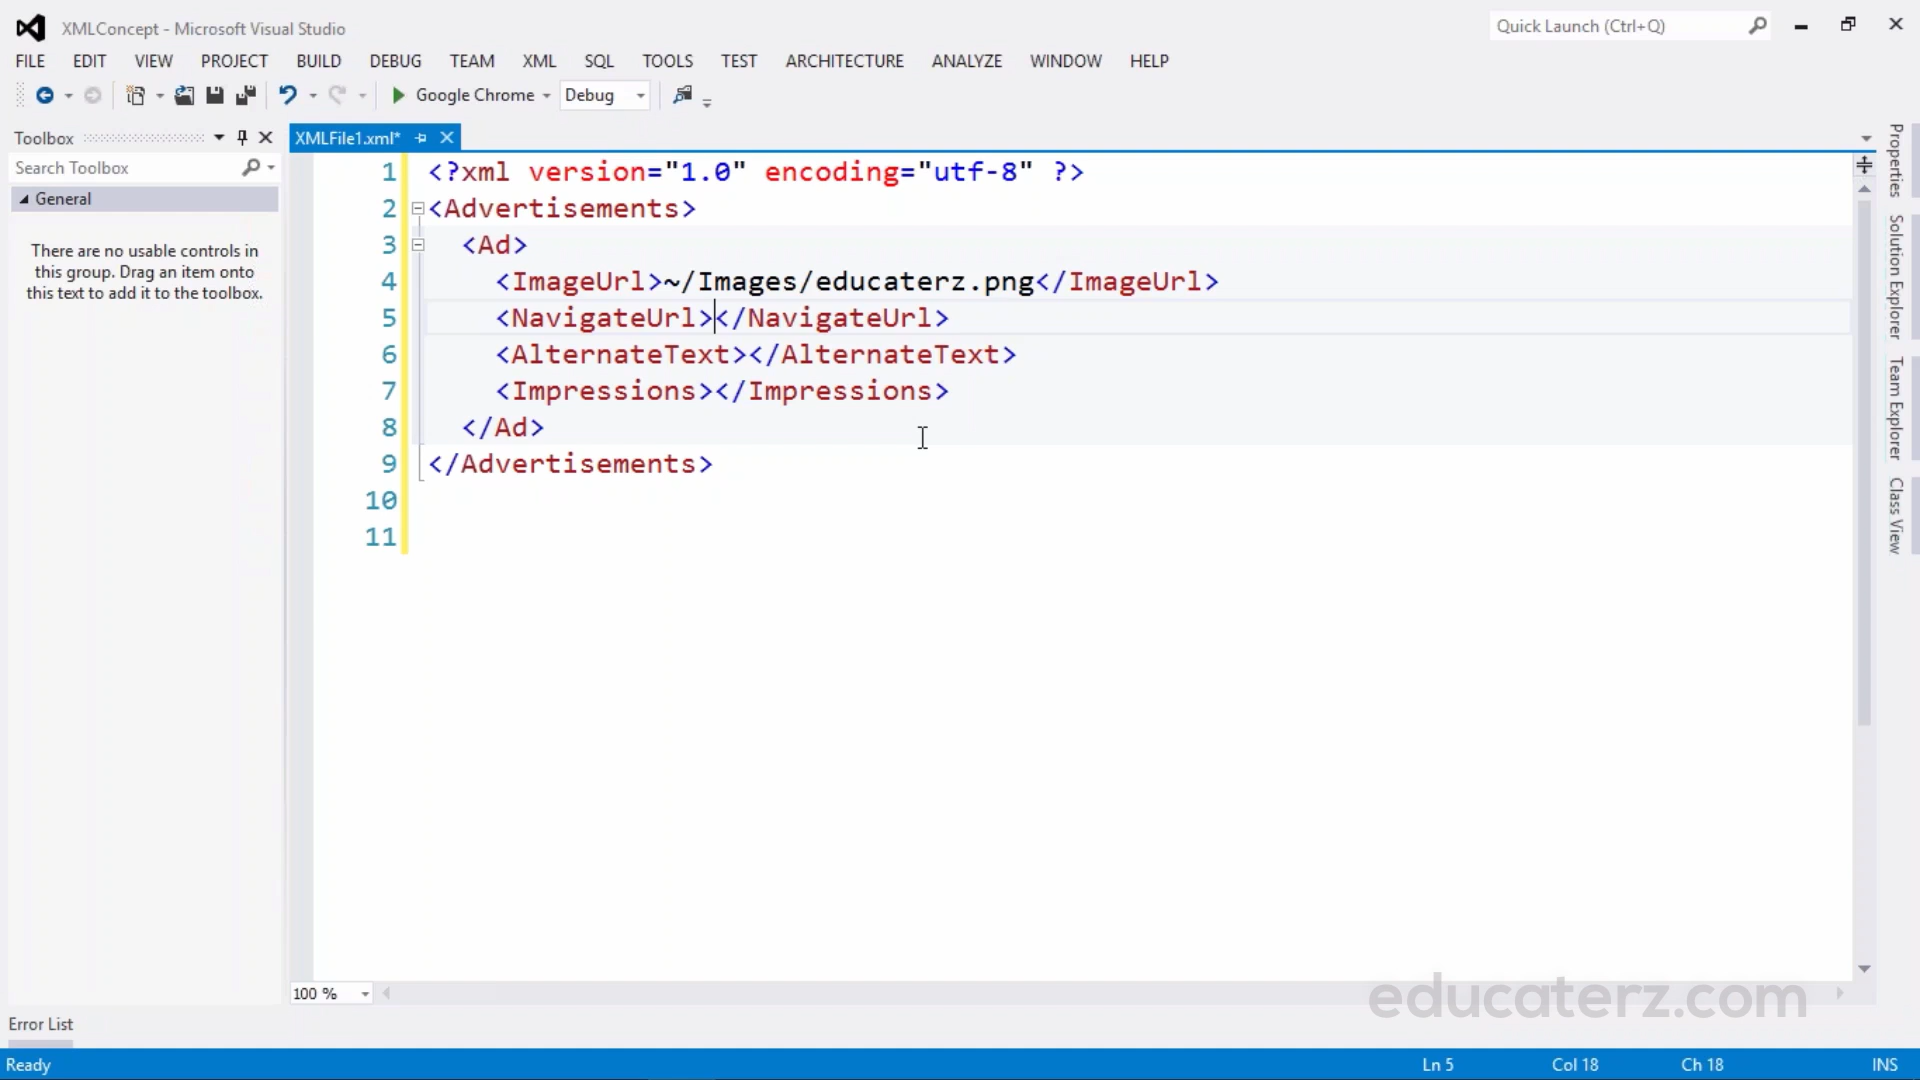 XMLConcept - Microsoft Visual Studio
Quick Launch (Ctrl+Q)
FILE EDIT VIEW PROJECT BUILD DEBUG TEAM XML SQL TOOLS TEST ARCHITECTURE ANALYZE WINDOW HELP
Google Chrome Debug
Toolbox
Search Toolbox
General
There are no usable controls in
this group. Drag an item onto
this text to add it to the toolbox.
XMLFile1.xml*
1 <?xml version="1.0" encoding="utf-8" ?>
2 <Advertisements>
3 <Ad>
4 <ImageUrl>~/Images/educaterz.png</ImageUrl>
5 <NavigateUrl></NavigateUrl>
6 <AlternateText></AlternateText>
7 <Impressions></Impressions>
8 </Ad>
9 </Advertisements>
10
11
Properties
Solution Explorer
Team Explorer
Class View
100 %
educaterz.com
Error List
Ready Ln 5 Col 18 Ch 18 INS